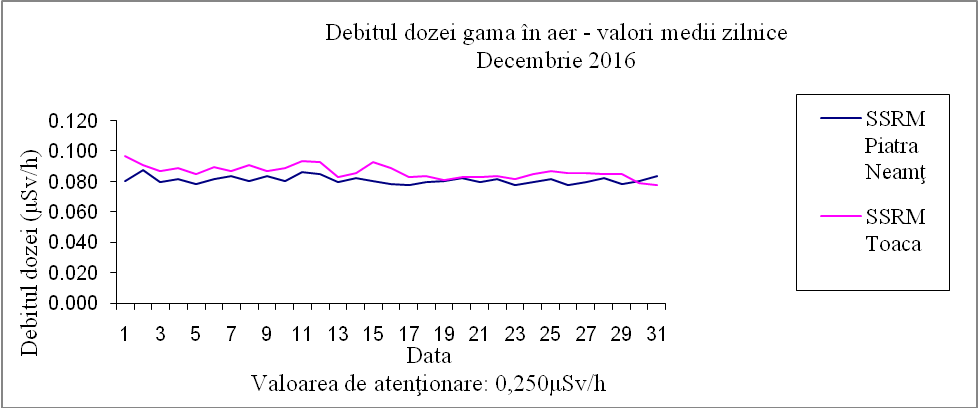 Debitul dozei gama în aer - valori medii zilnice
Decembrie 2016
Debitul dozei (µSv/h)
0.120
0.100
0.080
0.060
0.040
0.020
0.000
1 3 5 7 9 11 13 15 17 19 21 23 25 27 29 31
Data
Valoarea de atenţionare: 0,250µSv/h
SSRM
Piatra
Neamţ
SSRM
Toaca